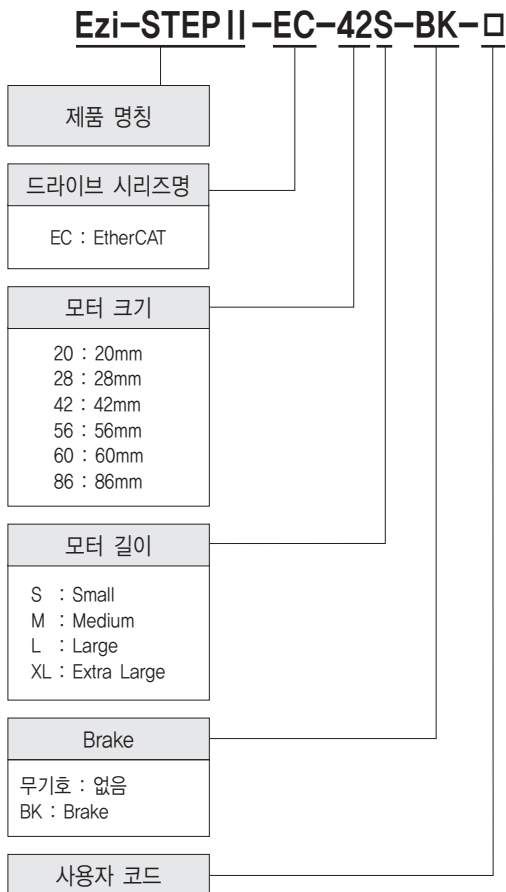 Ezi-STEPII-EC-42S-BK-□
제품 명칭
드라이브 시리즈명
EC : EtherCAT
모터 크기
20 : 20mm
28 : 28mm
42 : 42mm
56 : 56mm
60 : 60mm
86 : 86mm
모터 길이
S : Small
M : Medium
L : Large
XL : Extra Large
Brake
무기호 : 없음
BK : Brake
사용자 코드